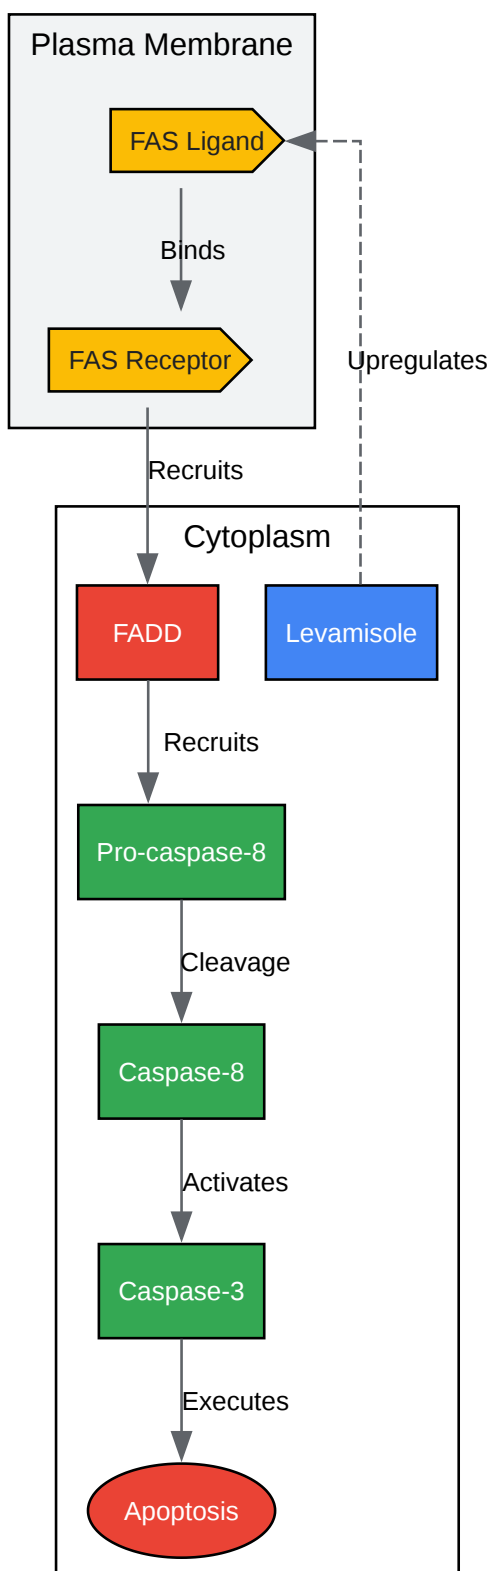 Plasma Membrane
FAS Ligand
Binds
FAS Receptor
Upregulates
Recruits
Cytoplasm
FADD
Levamisole
Recruits
Pro-caspase-8
Cleavage
Caspase-8
Activates
Caspase-3
Executes
Apoptosis